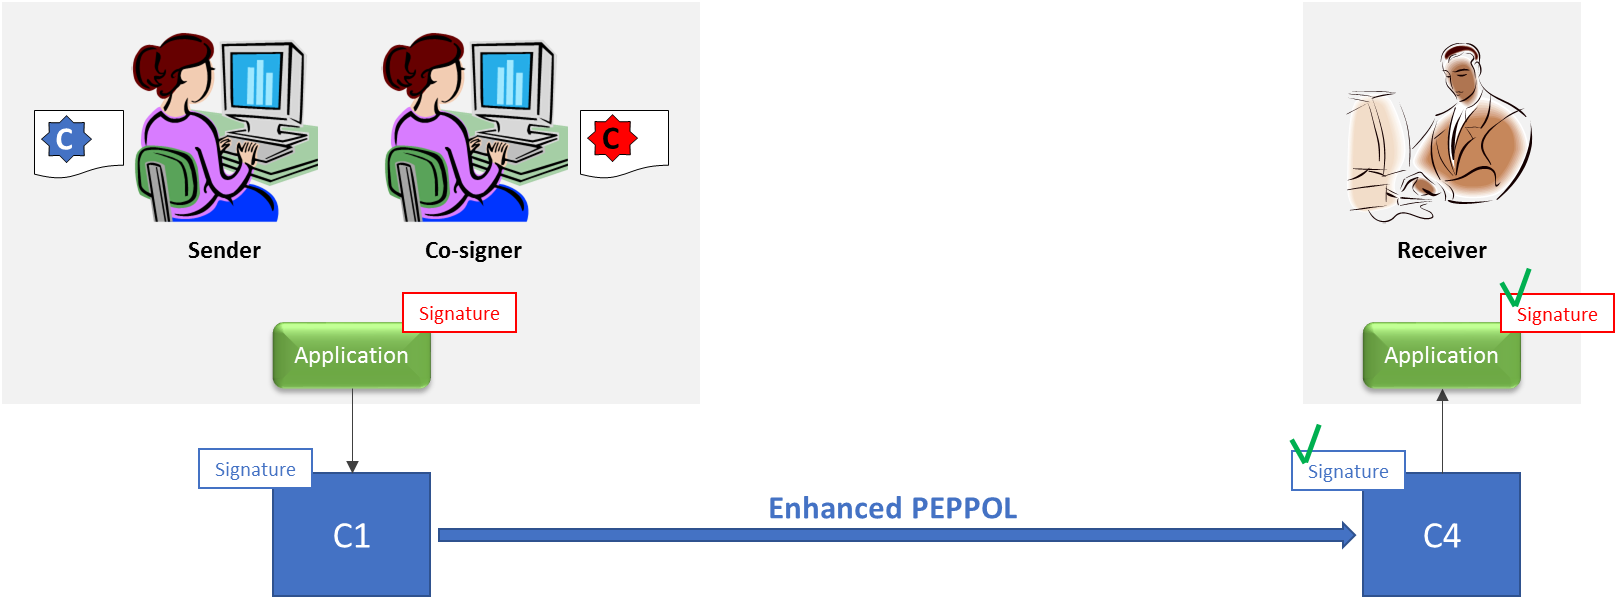 C
C
Sender
Co-signer
Receiver
Signature
Signature
Application
Application
Signature
Signature
Enhanced PEPPOL
C1
C4